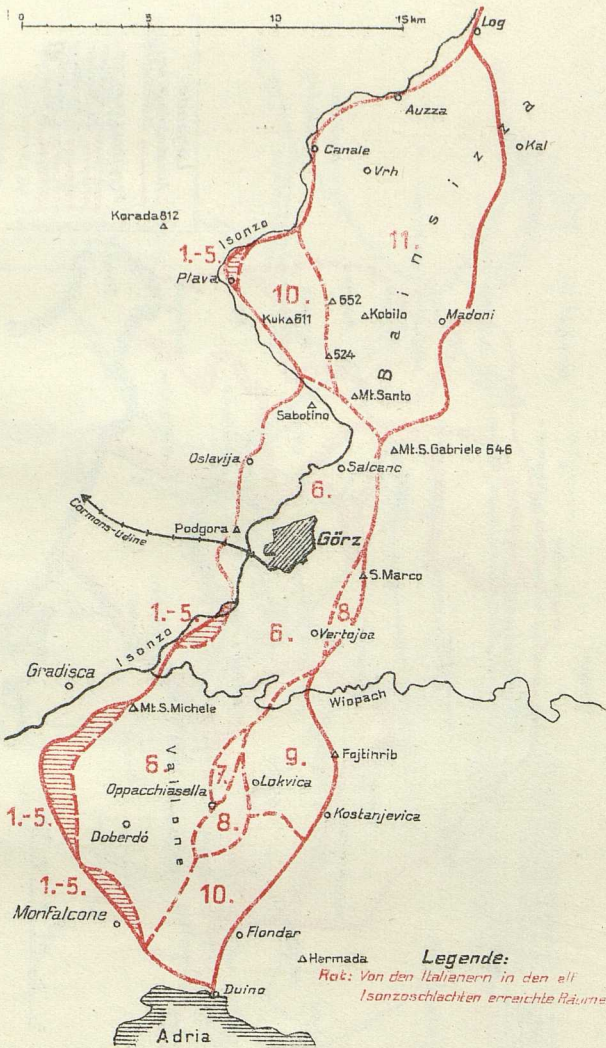 0 5 10 15 km
Log
Auzza
Canale
Vrh
Kal
Bainsizza
Korada 812
Isonzo
1.-5.
Plava
11.
10.
652
Kuk 611
Kobila
Madoni
524
Mt.Santo
Sabotino
Oslavija
Mt.S.Gabriele 646
Salcano
6.
Cormons-Udine
Podgora
Görz
S.Marco
1.-5.
8.
6.
Vertojba
Isonzo
Gradisca
Wippach
Mt.S.Michele
Vallone
6.
7.
9.
Fajtihrib
Lokvica
Oppacchiasella
8.
Kostanjevica
1.-5.
Doberdó
1.-5.
10.
Monfalcone
Flondar
Hermada
Duino
Adria
Legende:
Rot: Von den Italienern in den elf
Isonzoschlachten erreichte Räume